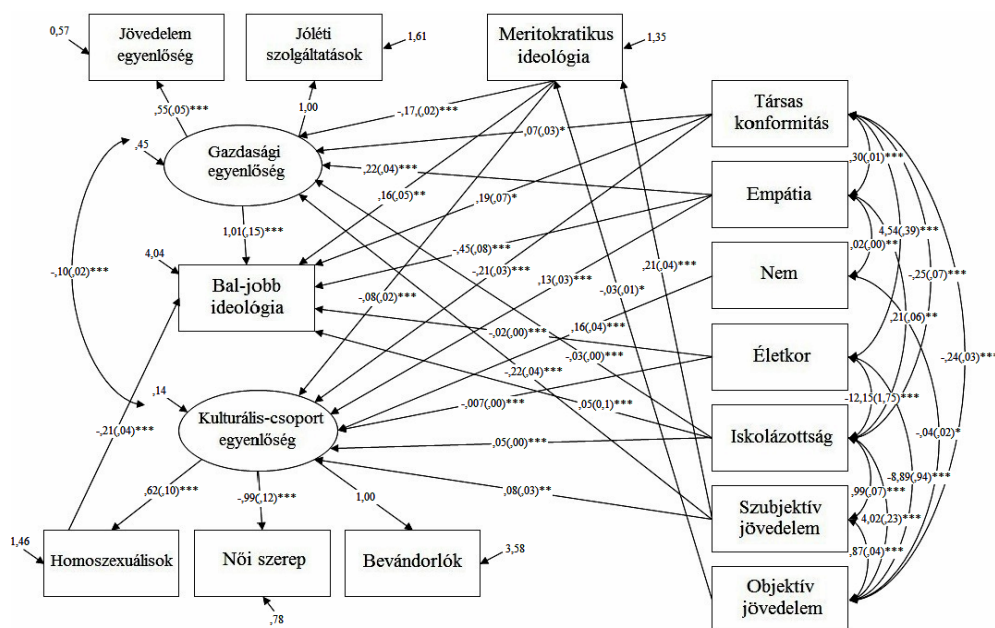 0,57
Jövedelem
egyenlőség
Jóléti
szolgáltatások
1,61
Meritokratikus
ideológia
1,35
,55(,05)***
1,00
-,17,(,02)***
Társas
konformitás
,07(,03)*
,45
Gazdasági
egyenlőség
,22(,04)***
,30(,01)***
,16(,05)**
,19(,07)*
Empátia
1,01(,15)***
4,54(,39)***
,02(,00)**
4,04
-,45(,08)***
-,10(,02)***
-,21(,03)***
,21(,04)***
-,25(,07)***
Bal-jobb
ideológia
-,08(,02)***
,13(,03)***
-,03(,01)*
Nem
,21(,06)**
-,02(,00)***
,16(,04)***
-,03(,00)***
Életkor
-,24(,03)***
-,22(,04)***
,14
-,007(,00)***
,05(0,1)***
-12,15(1,75)***
Kulturális-csoport
egyenlőség
-,21(,04)***
,05(,00)***
Iskolázottság
-,04(,02)*
-8,89(,94)***
,62(,10)***
-,99(,12)***
1,00
,08(,03)**
,99(,07)***
Szubjektív
jövedelem
4,02(,23)***
1,46
Homoszexuálisok
Női szerep
Bevándorlók
3,58
,87(,04)***
Objektív
jövedelem
,78